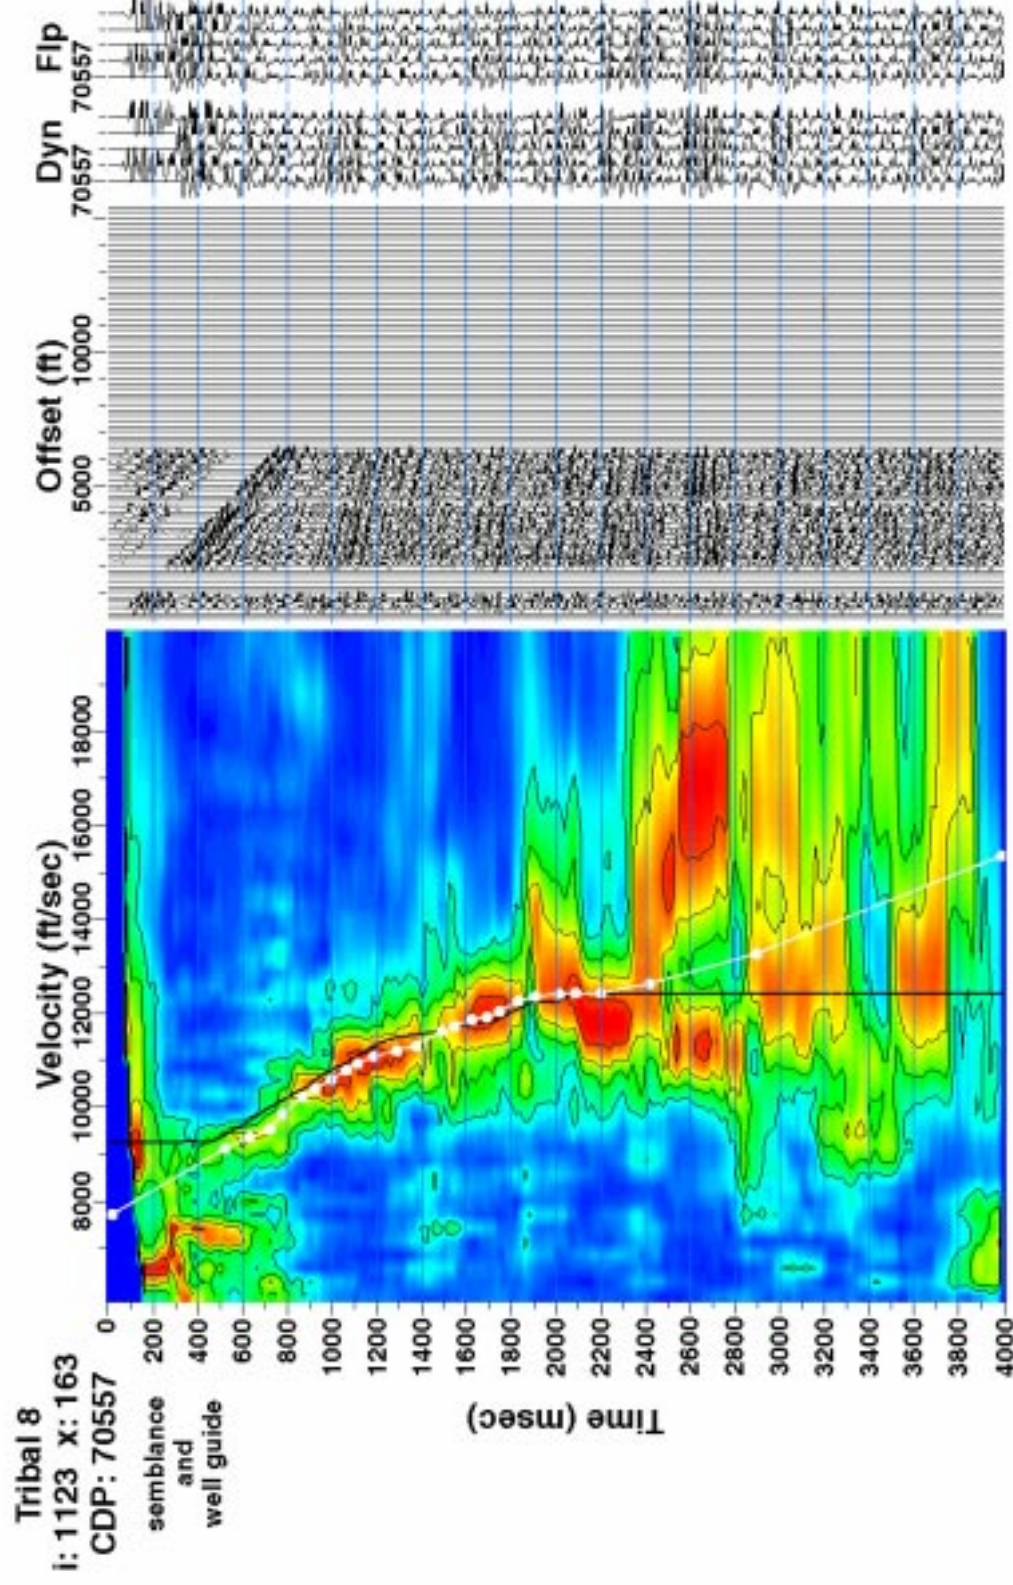 Tribal 8
i: 1123 x: 163
CDP: 70557
semblance
and
well guide
Velocity (ft/sec)
8000 10000 12000 14000 16000 18000
Offset (ft)
5000 10000
Dyn
70557
Flp
70557
Time (msec)
0
200
400
600
800
1000
1200
1400
1600
1800
2000
2200
2400
2600
2800
3000
3200
3400
3600
3800
4000